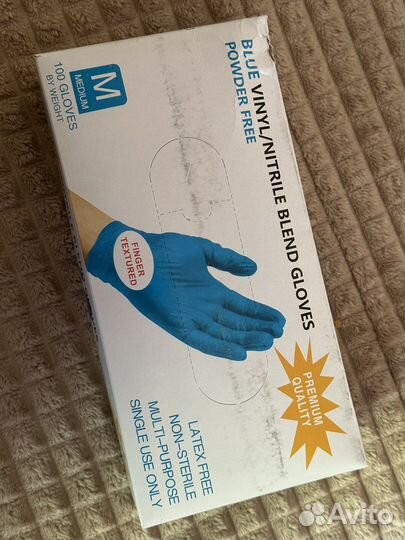 BLUE VINYL/NITRILE BLEND GLOVES
POWDER FREE
M
MEDIUM
100 GLOVES
BY WEIGHT
FINGER
TEXTURED
PREMIUM
QUALITY
LATEX FREE
NON-STERILE
MULTI-PURPOSE
SINGLE USE ONLY
Avito